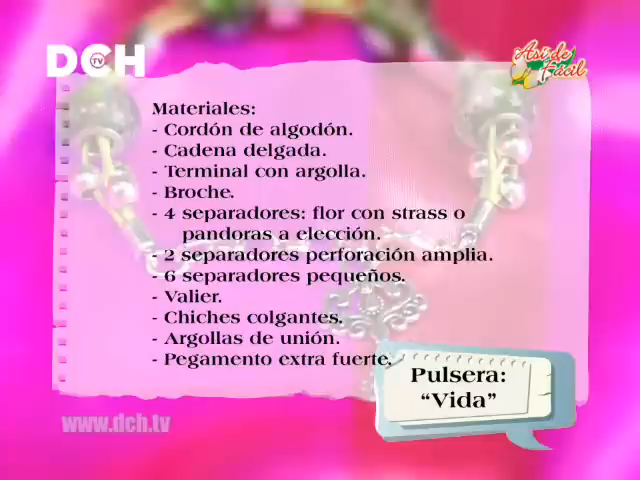 DCH
TV
Así de
Fácil
Materiales:
- Cordón de algodón.
- Cadena delgada.
- Terminal con argolla.
- Broche.
- 4 separadores: flor con strass o
pandoras a elección.
- 2 separadores perforación amplia.
- 6 separadores pequeños.
- Valier.
- Chiches colgantes.
- Argollas de unión.
- Pegamento extra fuerte.
Pulsera:
“Vida”
www.dch.tv